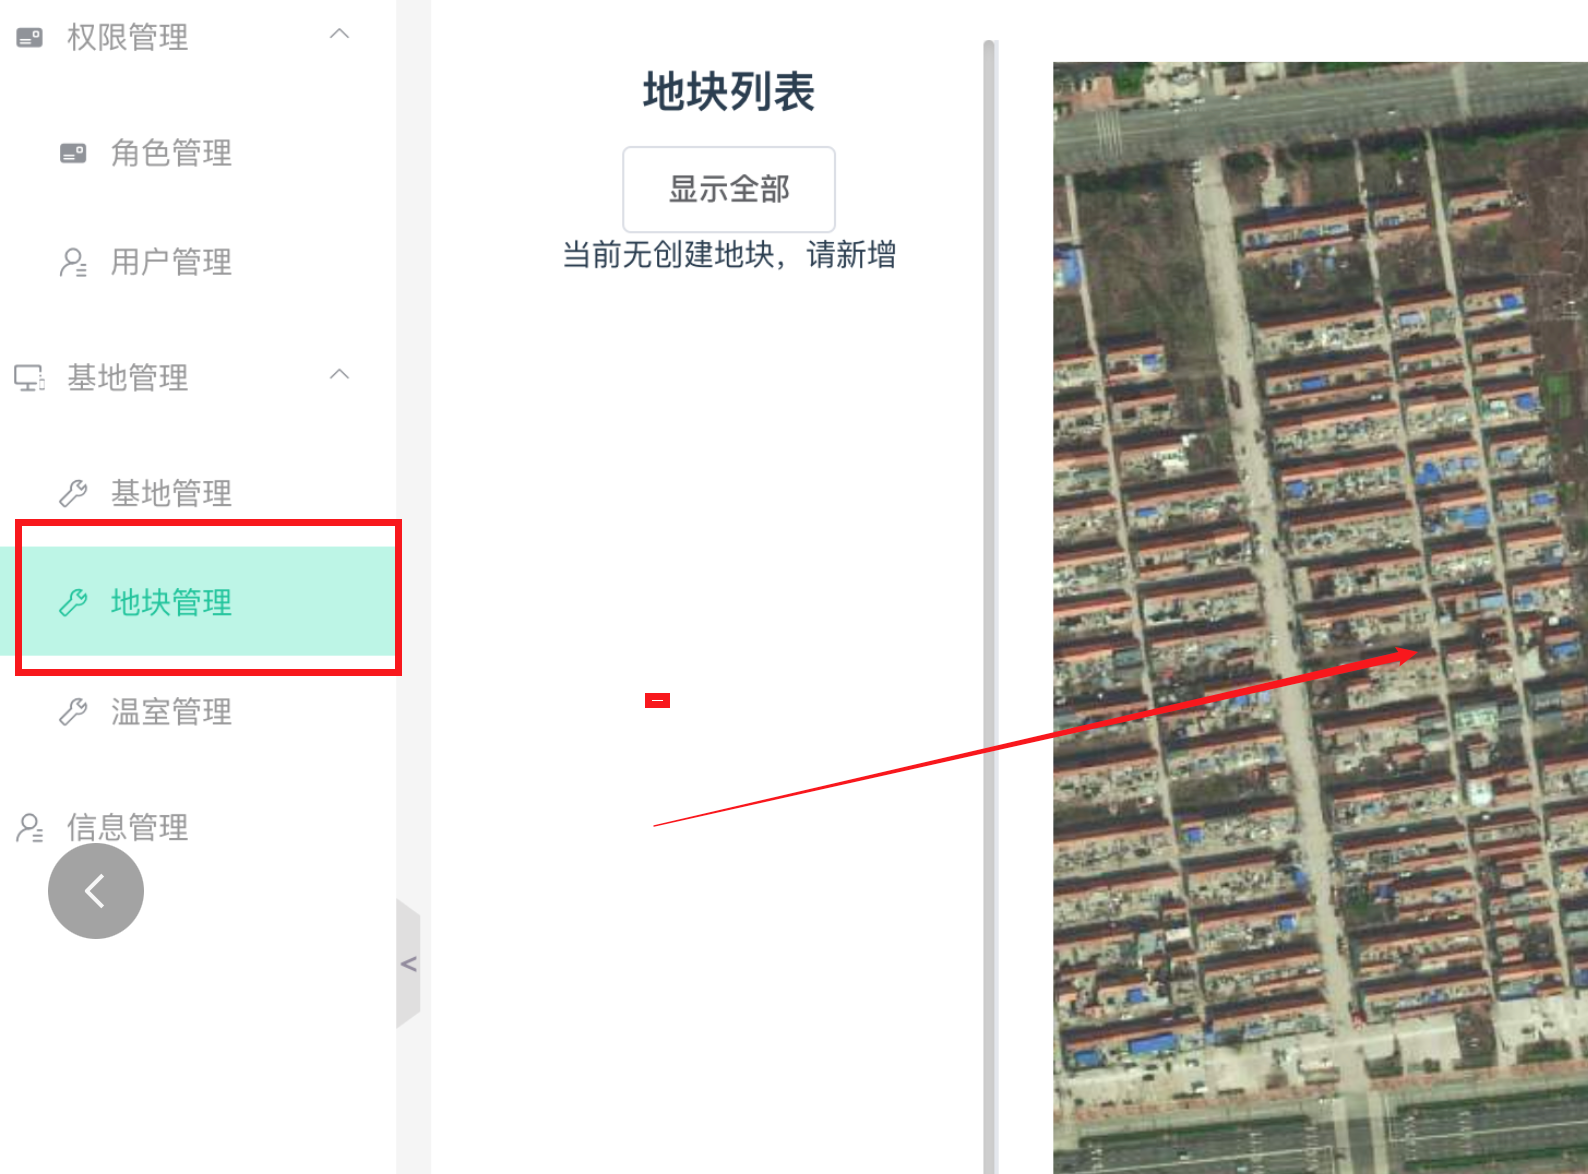 权限管理
角色管理
用户管理
基地管理
基地管理
地块管理
温室管理
信息管理
<
地块列表
显示全部
当前无创建地块，请新增